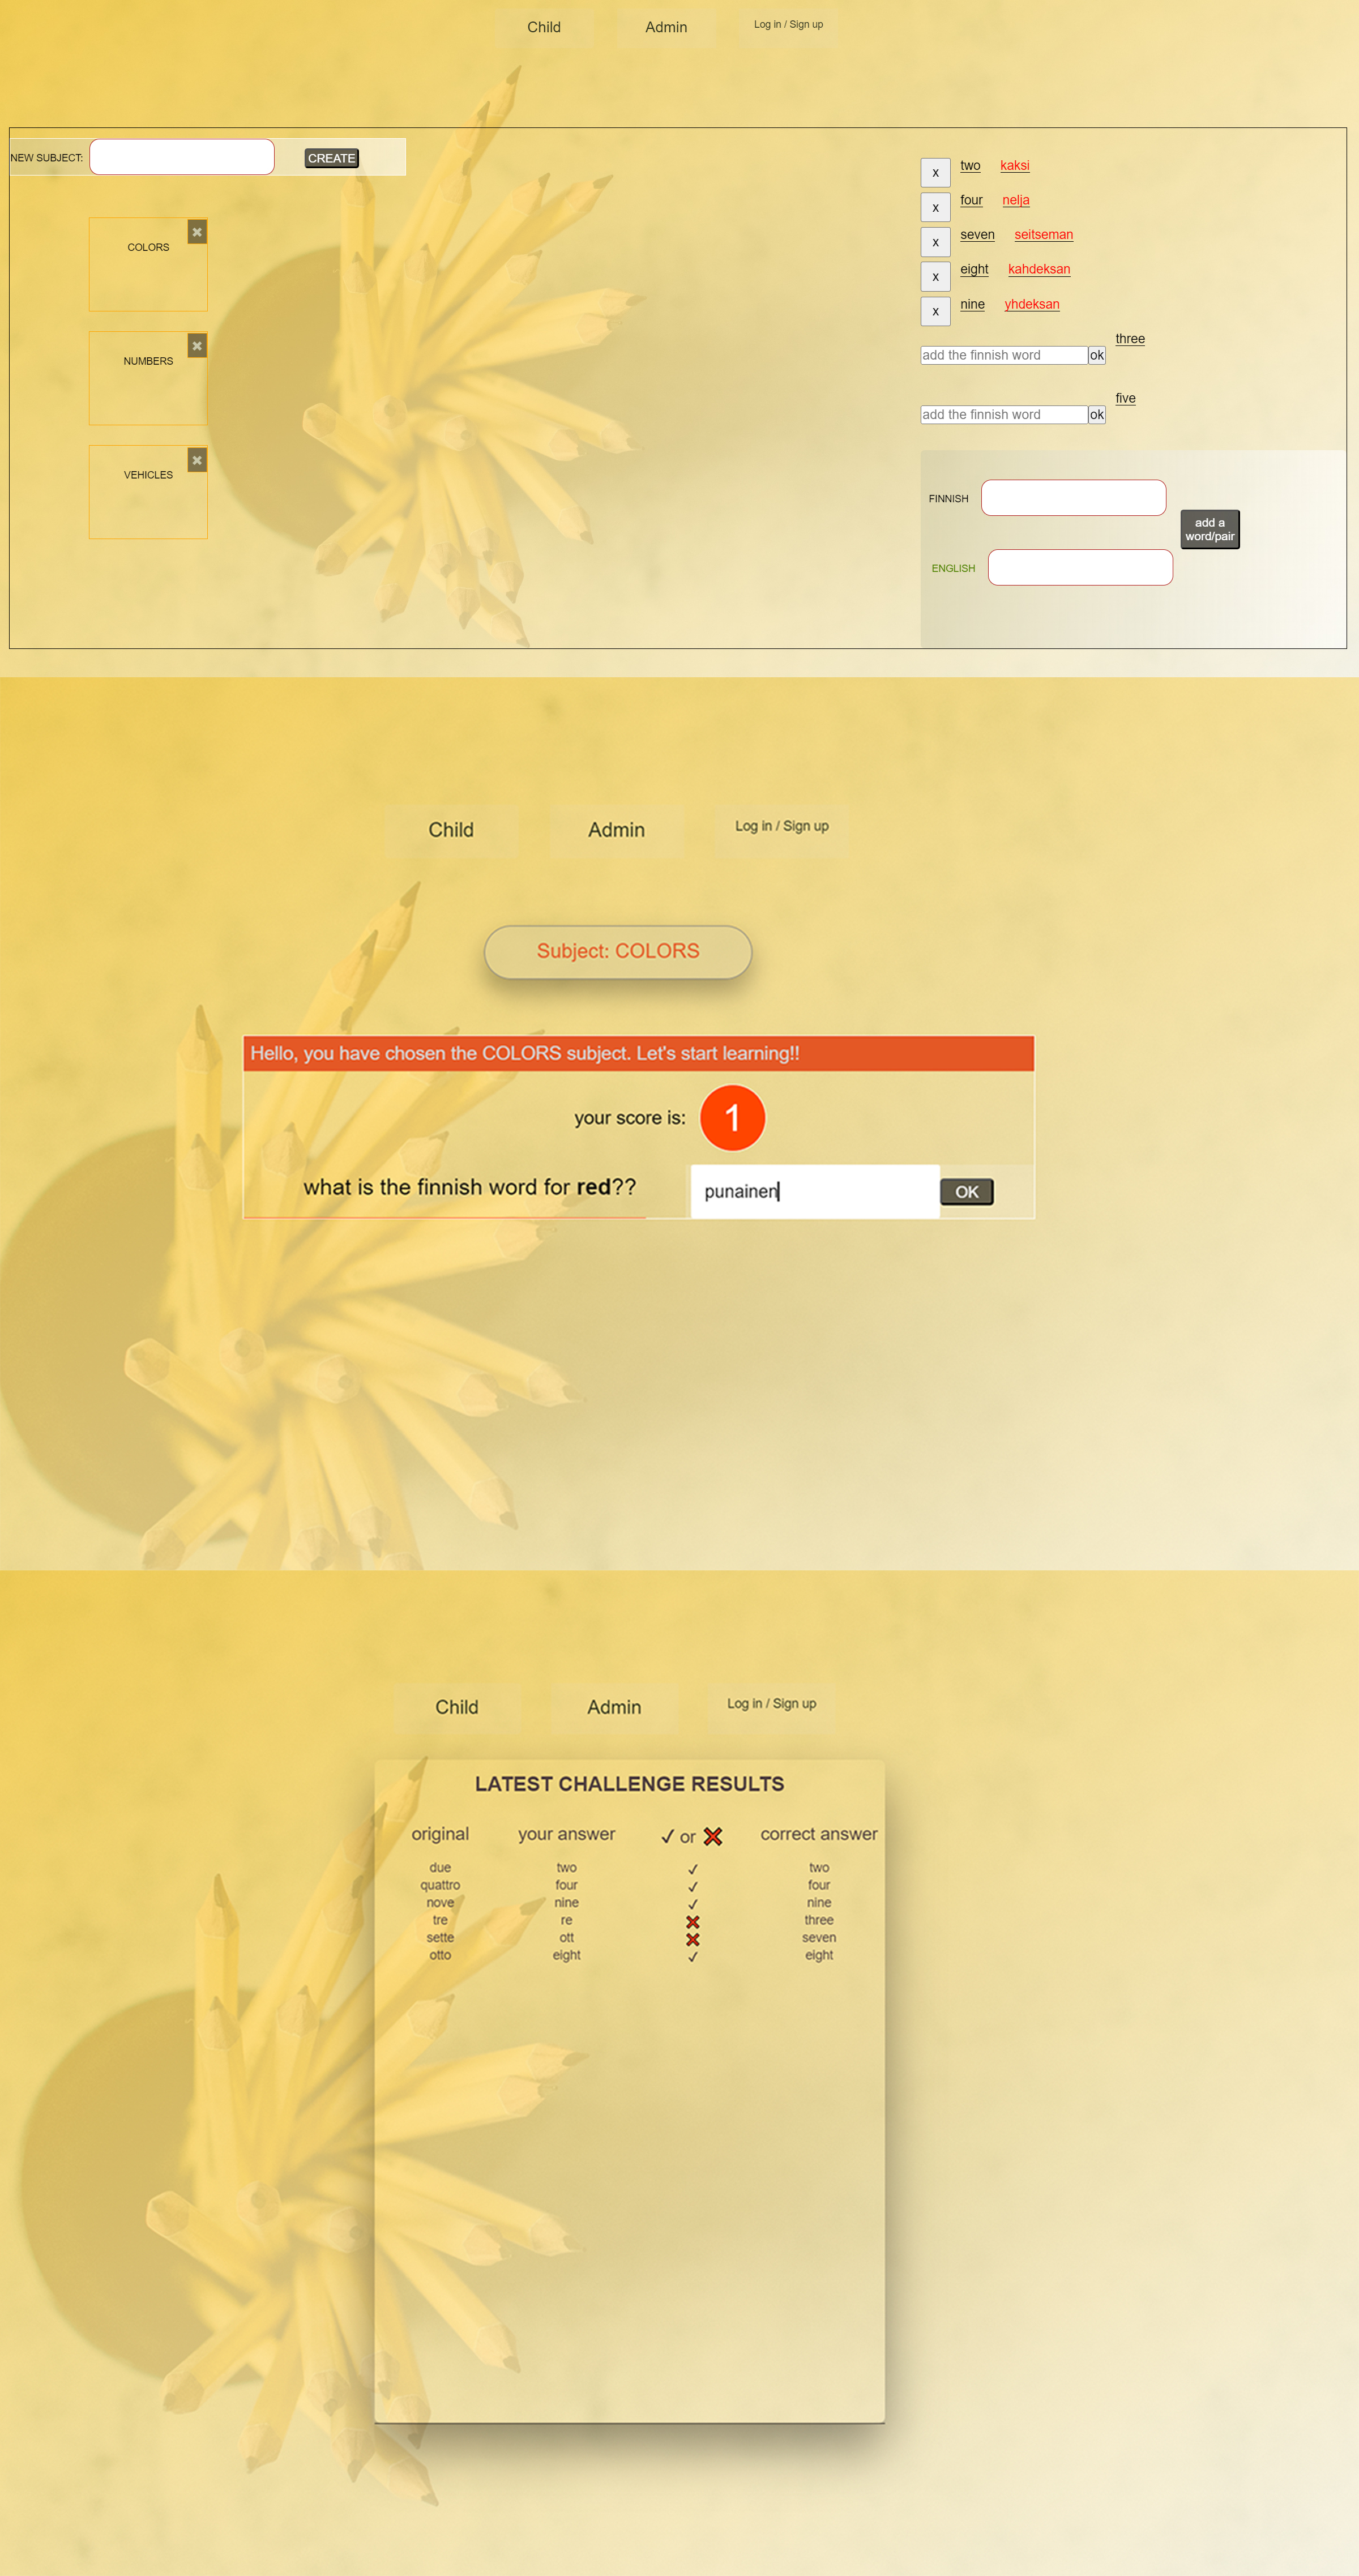 Child Admin Log in / Sign up
NEW SUBJECT: CREATE
COLORS ✖
NUMBERS ✖
VEHICLES ✖
x two kaksi
x four nelja
x seven seitseman
x eight kahdeksan
x nine yhdeksan
three
add the finnish word ok
five
add the finnish word ok
FINNISH
add a
word/pair
ENGLISH
Child Admin Log in / Sign up
Subject: COLORS
Hello, you have chosen the COLORS subject. Let's start learning!!
your score is: 1
what is the finnish word for red?? punainen OK
Child Admin Log in / Sign up
LATEST CHALLENGE RESULTS
original your answer ✓ or ✖ correct answer
due two ✓ two
quattro four ✓ four
nove nine ✓ nine
tre re ✖ three
sette ott ✖ seven
otto eight ✓ eight